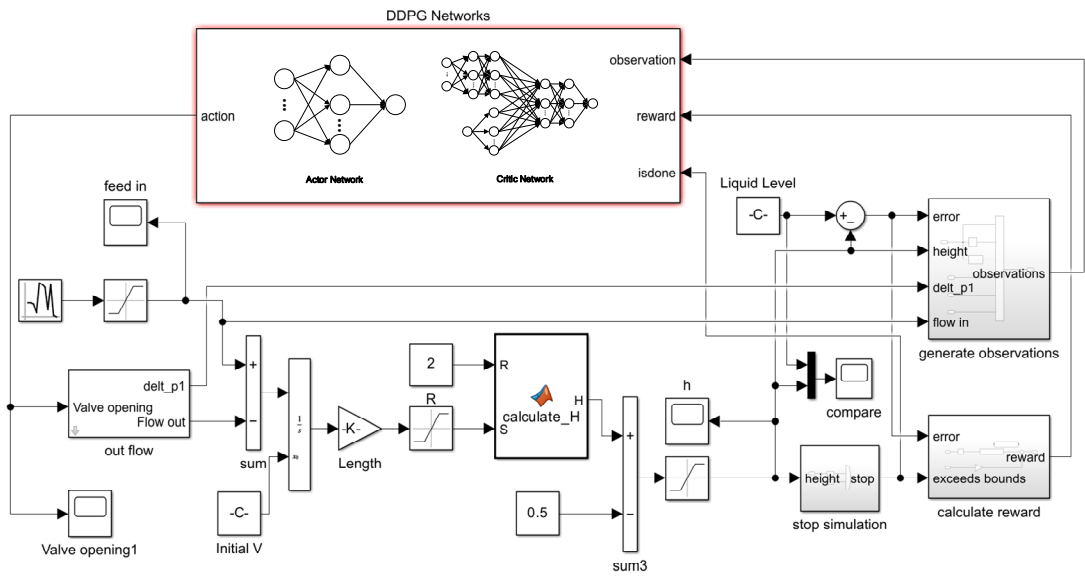 DDPG Networks
observation
action
reward
isdone
Actor Network
Critic Network
feed in
Liquid Level
-C-
+
-
error
height
observations
delt_p1
flow in
generate observations
delt_p1
Valve opening
Flow out
out flow
+
-
sum
1
s
x₀
-K-
Length
2
R
R
S
calculate_H
H
h
compare
+
-
sum3
0.5
-C-
Initial V
Valve opening1
height
stop
stop simulation
error
reward
exceeds bounds
calculate reward